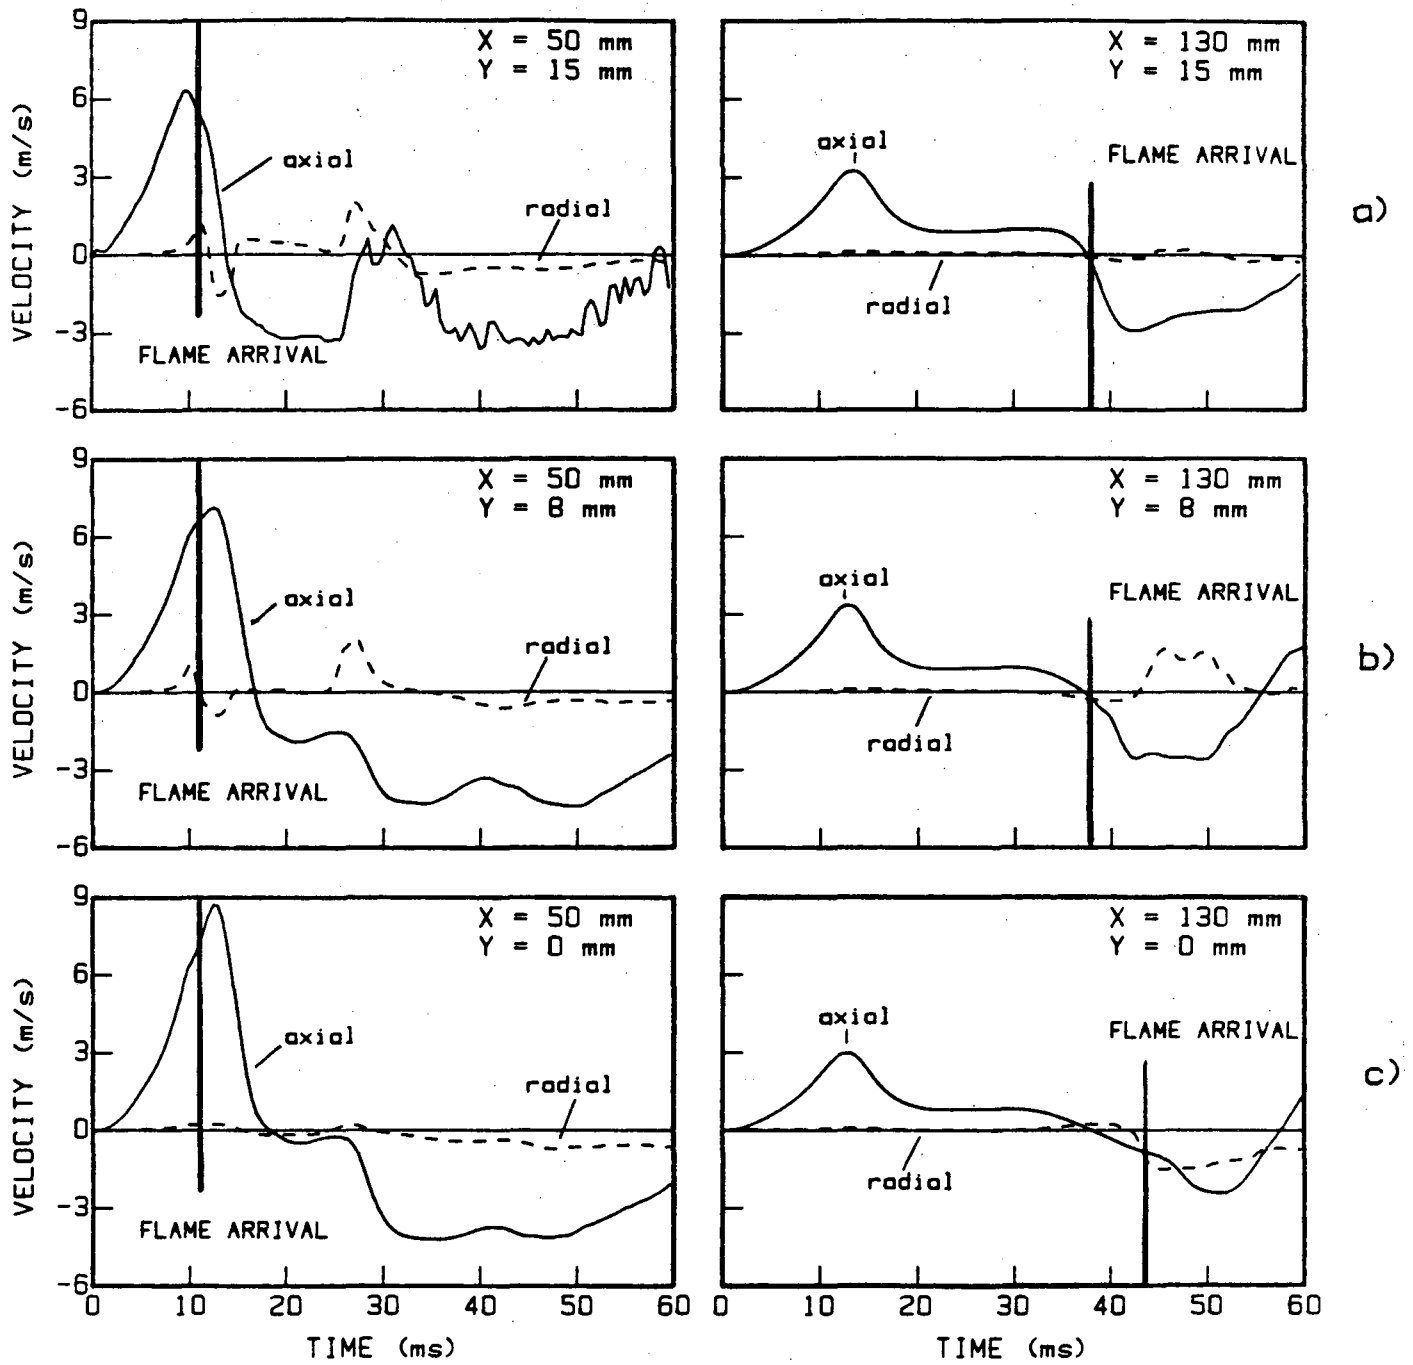 9
6
3
0
-3
-6
VELOCITY (m/s)
X = 50 mm
Y = 15 mm
axial
radial
FLAME ARRIVAL
X = 130 mm
Y = 15 mm
axial
FLAME ARRIVAL
radial
a)
9
6
3
0
-3
-6
VELOCITY (m/s)
X = 50 mm
Y = 8 mm
axial
radial
FLAME ARRIVAL
X = 130 mm
Y = 8 mm
axial
FLAME ARRIVAL
radial
b)
9
6
3
0
-3
-6
VELOCITY (m/s)
X = 50 mm
Y = 0 mm
axial
radial
FLAME ARRIVAL
0 10 20 30 40 50 60
TIME (ms)
X = 130 mm
Y = 0 mm
axial
FLAME ARRIVAL
radial
0 10 20 30 40 50 60
TIME (ms)
c)